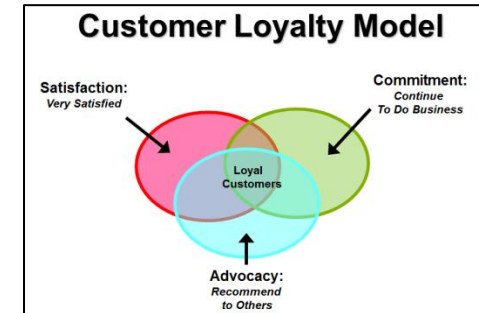 Customer Loyalty Model
Satisfaction:
Very Satisfied
Commitment:
Continue
To Do Business
Loyal
Customers
Advocacy:
Recommend
to Others